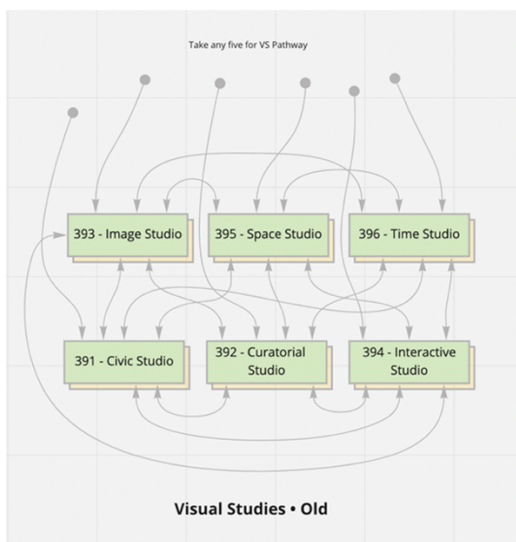 Take any five for VS Pathway
393 - Image Studio
395 - Space Studio
396 - Time Studio
391 - Civic Studio
392 - Curatorial
Studio
394 - Interactive
Studio
Visual Studies • Old